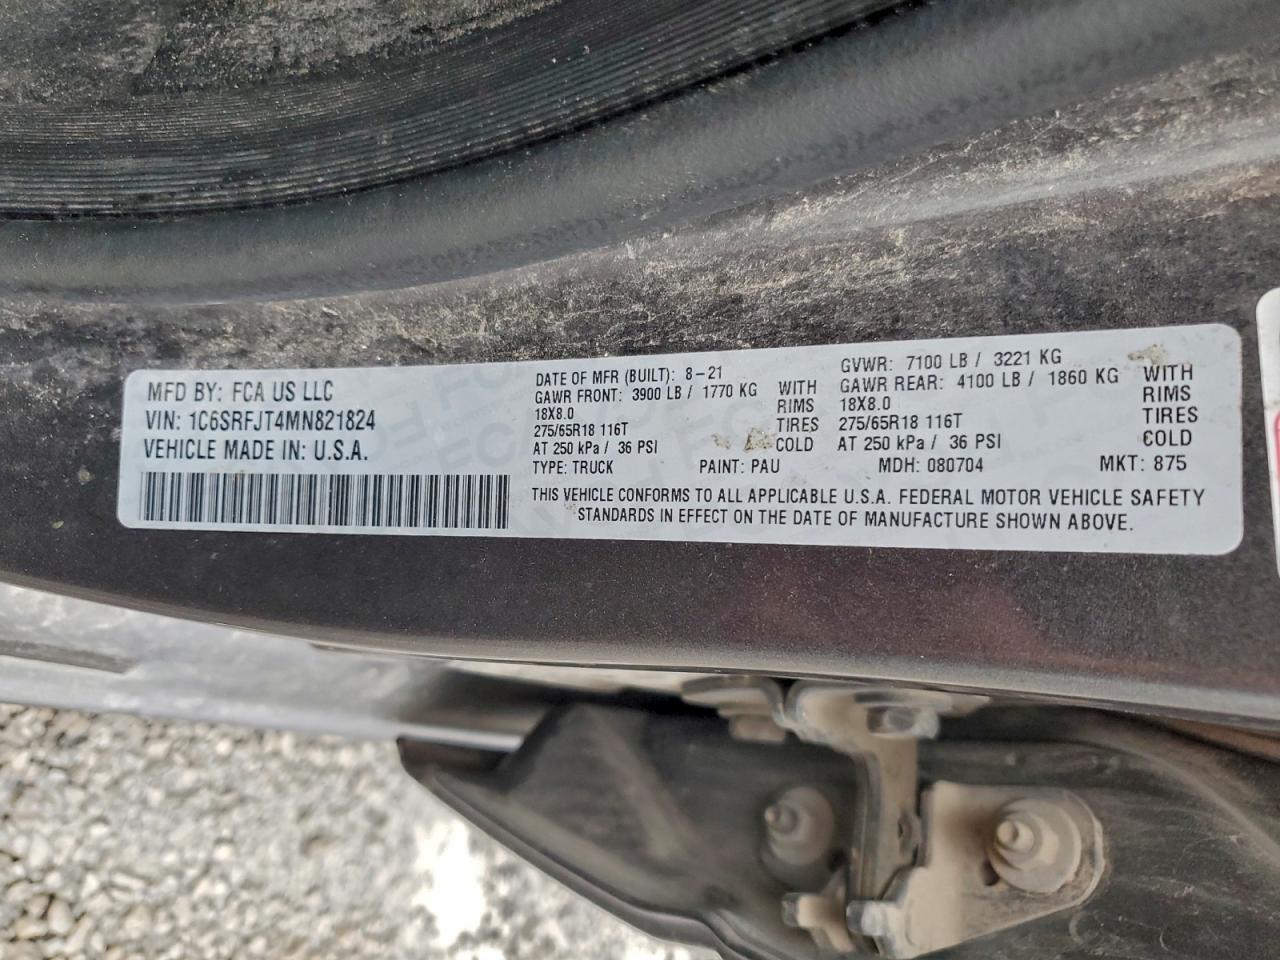 MFD BY: FCA US LLC
VIN: 1C6SRFJT4MN821824
VEHICLE MADE IN: U.S.A.
DATE OF MFR (BUILT): 8-21
GAWR FRONT: 3900 LB / 1770 KG WITH
18X8.0 RIMS
275/65R18 116T TIRES
AT 250 kPa / 36 PSI COLD
GVWR: 7100 LB / 3221 KG
GAWR REAR: 4100 LB / 1860 KG WITH
18X8.0 RIMS
275/65R18 116T TIRES
AT 250 kPa / 36 PSI COLD
TYPE: TRUCK PAINT: PAU MDH: 080704 MKT: 875
THIS VEHICLE CONFORMS TO ALL APPLICABLE U.S.A. FEDERAL MOTOR VEHICLE SAFETY
STANDARDS IN EFFECT ON THE DATE OF MANUFACTURE SHOWN ABOVE.